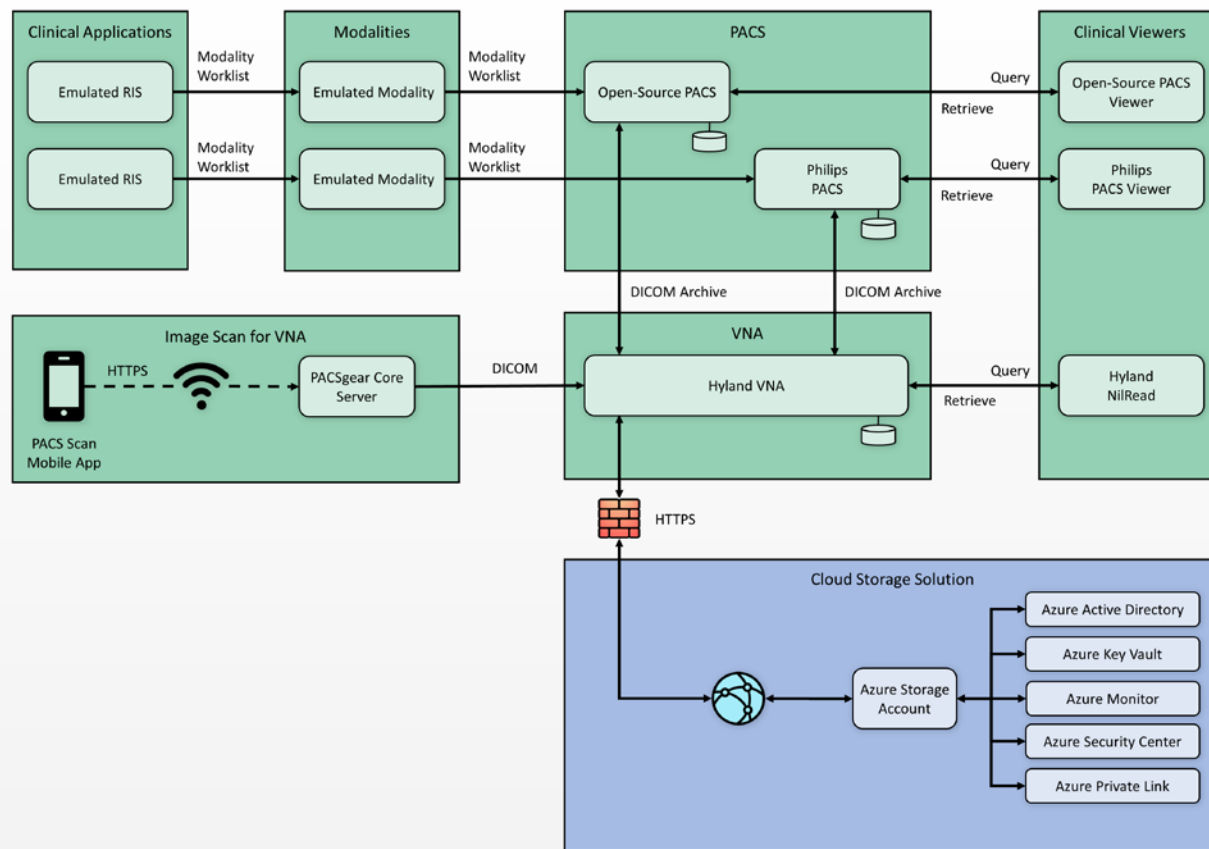 Clinical Applications
Emulated RIS
Emulated RIS
Modality
Worklist
Modality
Worklist
Modalities
Emulated Modality
Emulated Modality
Modality
Worklist
Modality
Worklist
PACS
Open-Source PACS
Philips
PACS
Query
Retrieve
Query
Retrieve
Clinical Viewers
Open-Source PACS
Viewer
Philips
PACS Viewer
Hyland
NilRead
DICOM Archive
DICOM Archive
Image Scan for VNA
HTTPS
PACS Scan
Mobile App
PACSgear Core
Server
DICOM
VNA
Hyland VNA
Query
Retrieve
HTTPS
Cloud Storage Solution
Azure Storage
Account
Azure Active Directory
Azure Key Vault
Azure Monitor
Azure Security Center
Azure Private Link